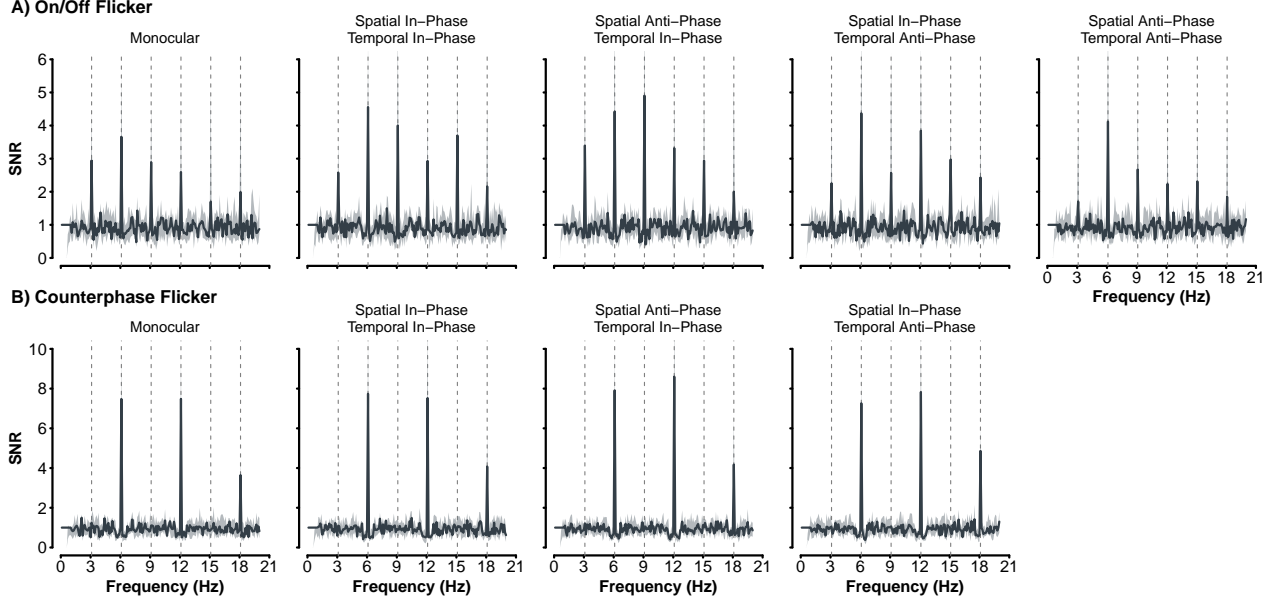 A) On/Off Flicker
Monocular
Spatial In−Phase
Temporal In−Phase
Spatial Anti−Phase
Temporal In−Phase
Spatial In−Phase
Temporal Anti−Phase
Spatial Anti−Phase
Temporal Anti−Phase
SNR
6
5
4
3
2
1
0
0 3 6 9 12 15 18 21
Frequency (Hz)
B) Counterphase Flicker
Monocular
Spatial In−Phase
Temporal In−Phase
Spatial Anti−Phase
Temporal In−Phase
Spatial In−Phase
Temporal Anti−Phase
SNR
10
8
6
4
2
0
0 3 6 9 12 15 18 21
Frequency (Hz)
0 3 6 9 12 15 18 21
Frequency (Hz)
0 3 6 9 12 15 18 21
Frequency (Hz)
0 3 6 9 12 15 18 21
Frequency (Hz)